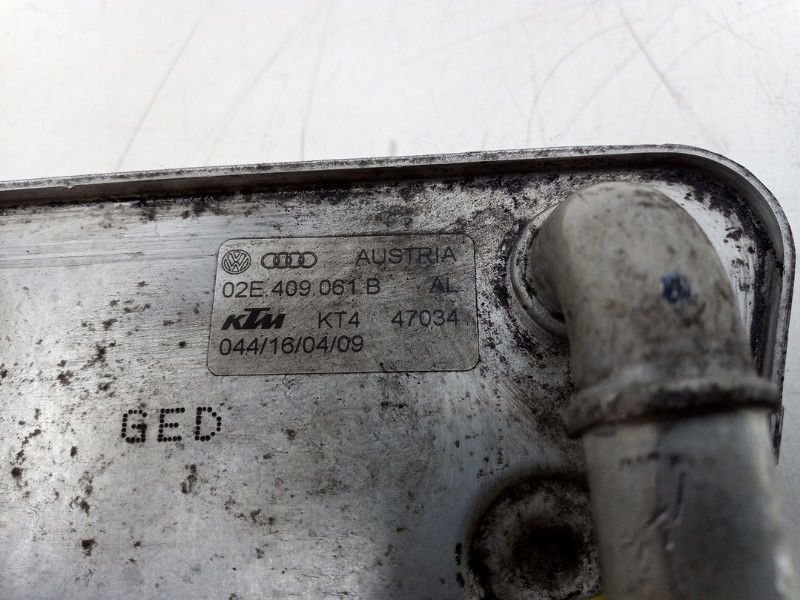 AUSTRIA
02E.409.061.B AL
KTM KT4 47034
044/16/04/09
GED